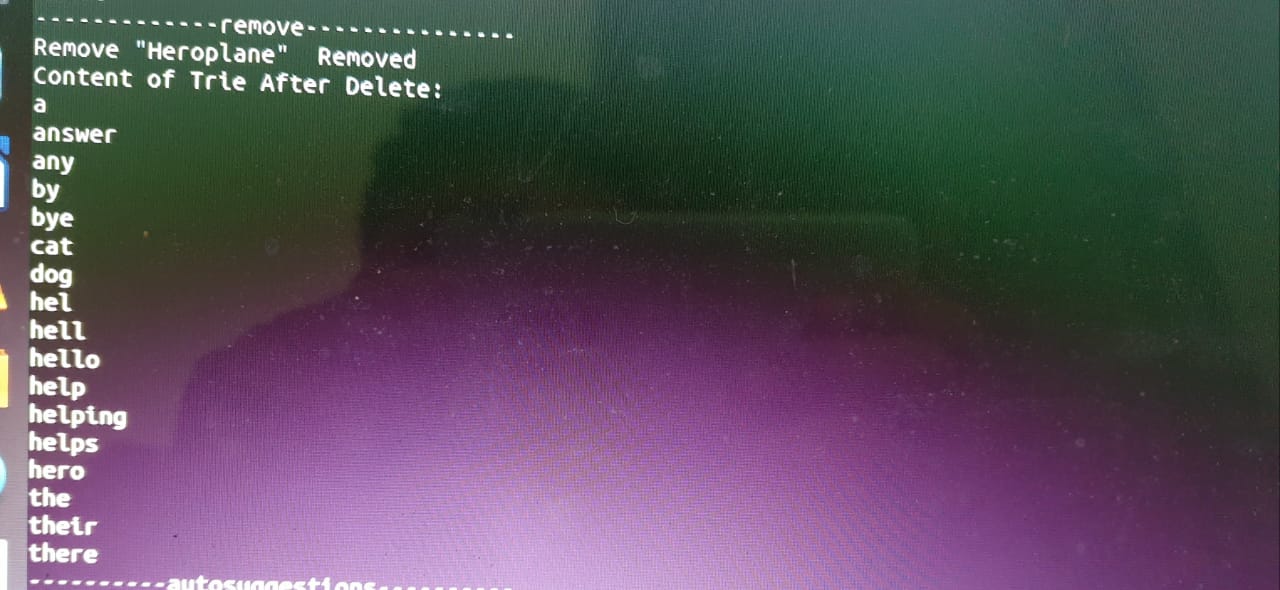 -------------remove---------------
Remove "Heroplane"  Removed
Content of Trie After Delete:
a
answer
any
by
bye
cat
dog
hel
hell
hello
help
helping
helps
hero
the
their
there
----------autosuggestions----------